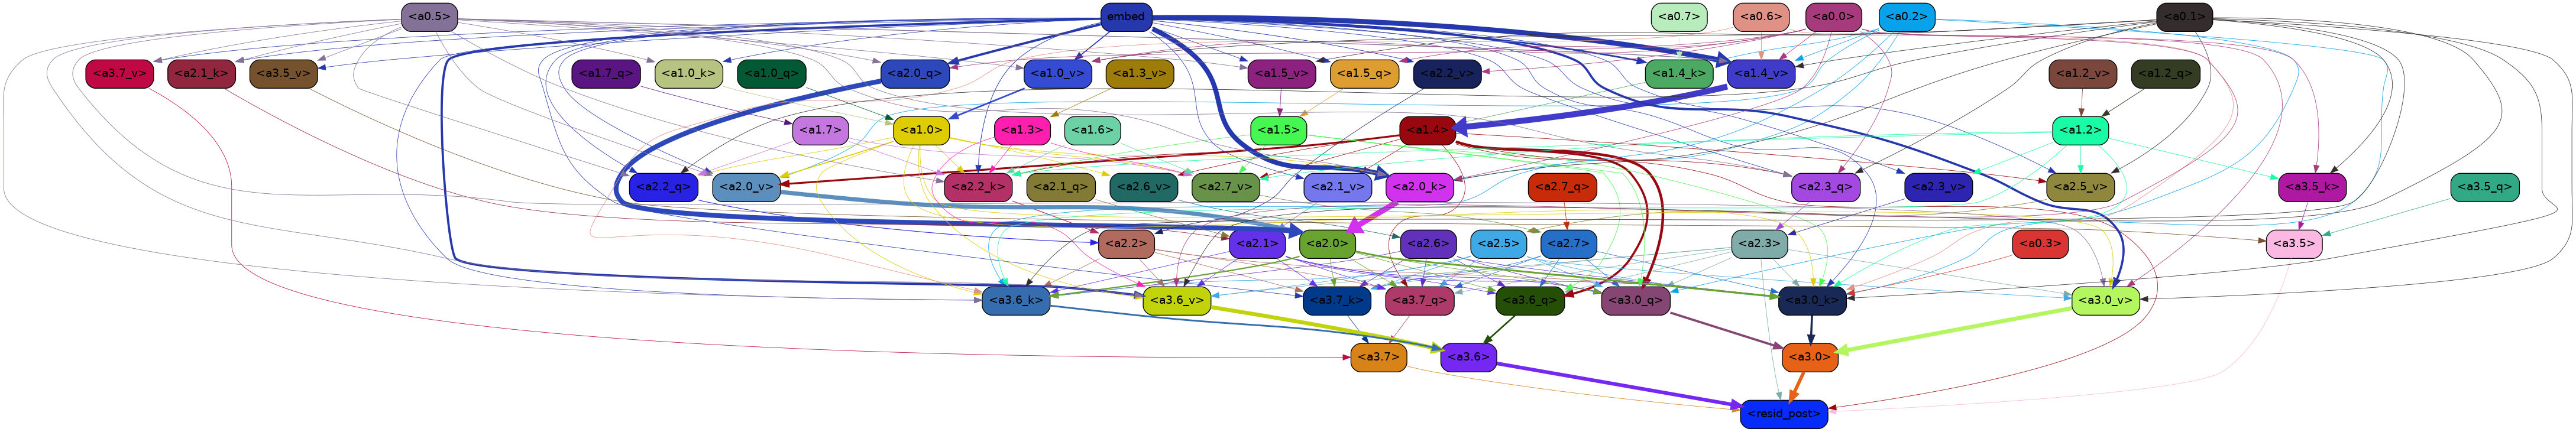 <a0.5> embed <a0.7> <a0.6> <a0.0> <a0.2> <a0.1>
<a3.7_v> <a2.1_k> <a3.5_v> <a1.7_q> <a1.0_k> <a1.0_q> <a2.0_q> <a1.0_v> <a1.3_v> <a1.5_v> <a1.5_q> <a2.2_v> <a1.4_k> <a1.4_v> <a1.2_v> <a1.2_q>
<a1.7> <a1.0> <a1.3> <a1.6> <a1.5> <a1.4> <a1.2>
<a2.2_q> <a2.0_v> <a2.2_k> <a2.1_q> <a2.6_v> <a2.7_v> <a2.1_v> <a2.0_k> <a2.7_q> <a2.3_q> <a2.3_v> <a2.5_v> <a3.5_k> <a3.5_q>
<a2.2> <a2.1> <a2.0> <a2.6> <a2.5> <a2.7> <a2.3> <a0.3> <a3.5>
<a3.6_k> <a3.6_v> <a3.7_k> <a3.7_q> <a3.6_q> <a3.0_q> <a3.0_k> <a3.0_v>
<a3.7> <a3.6> <a3.0>
<resid_post>